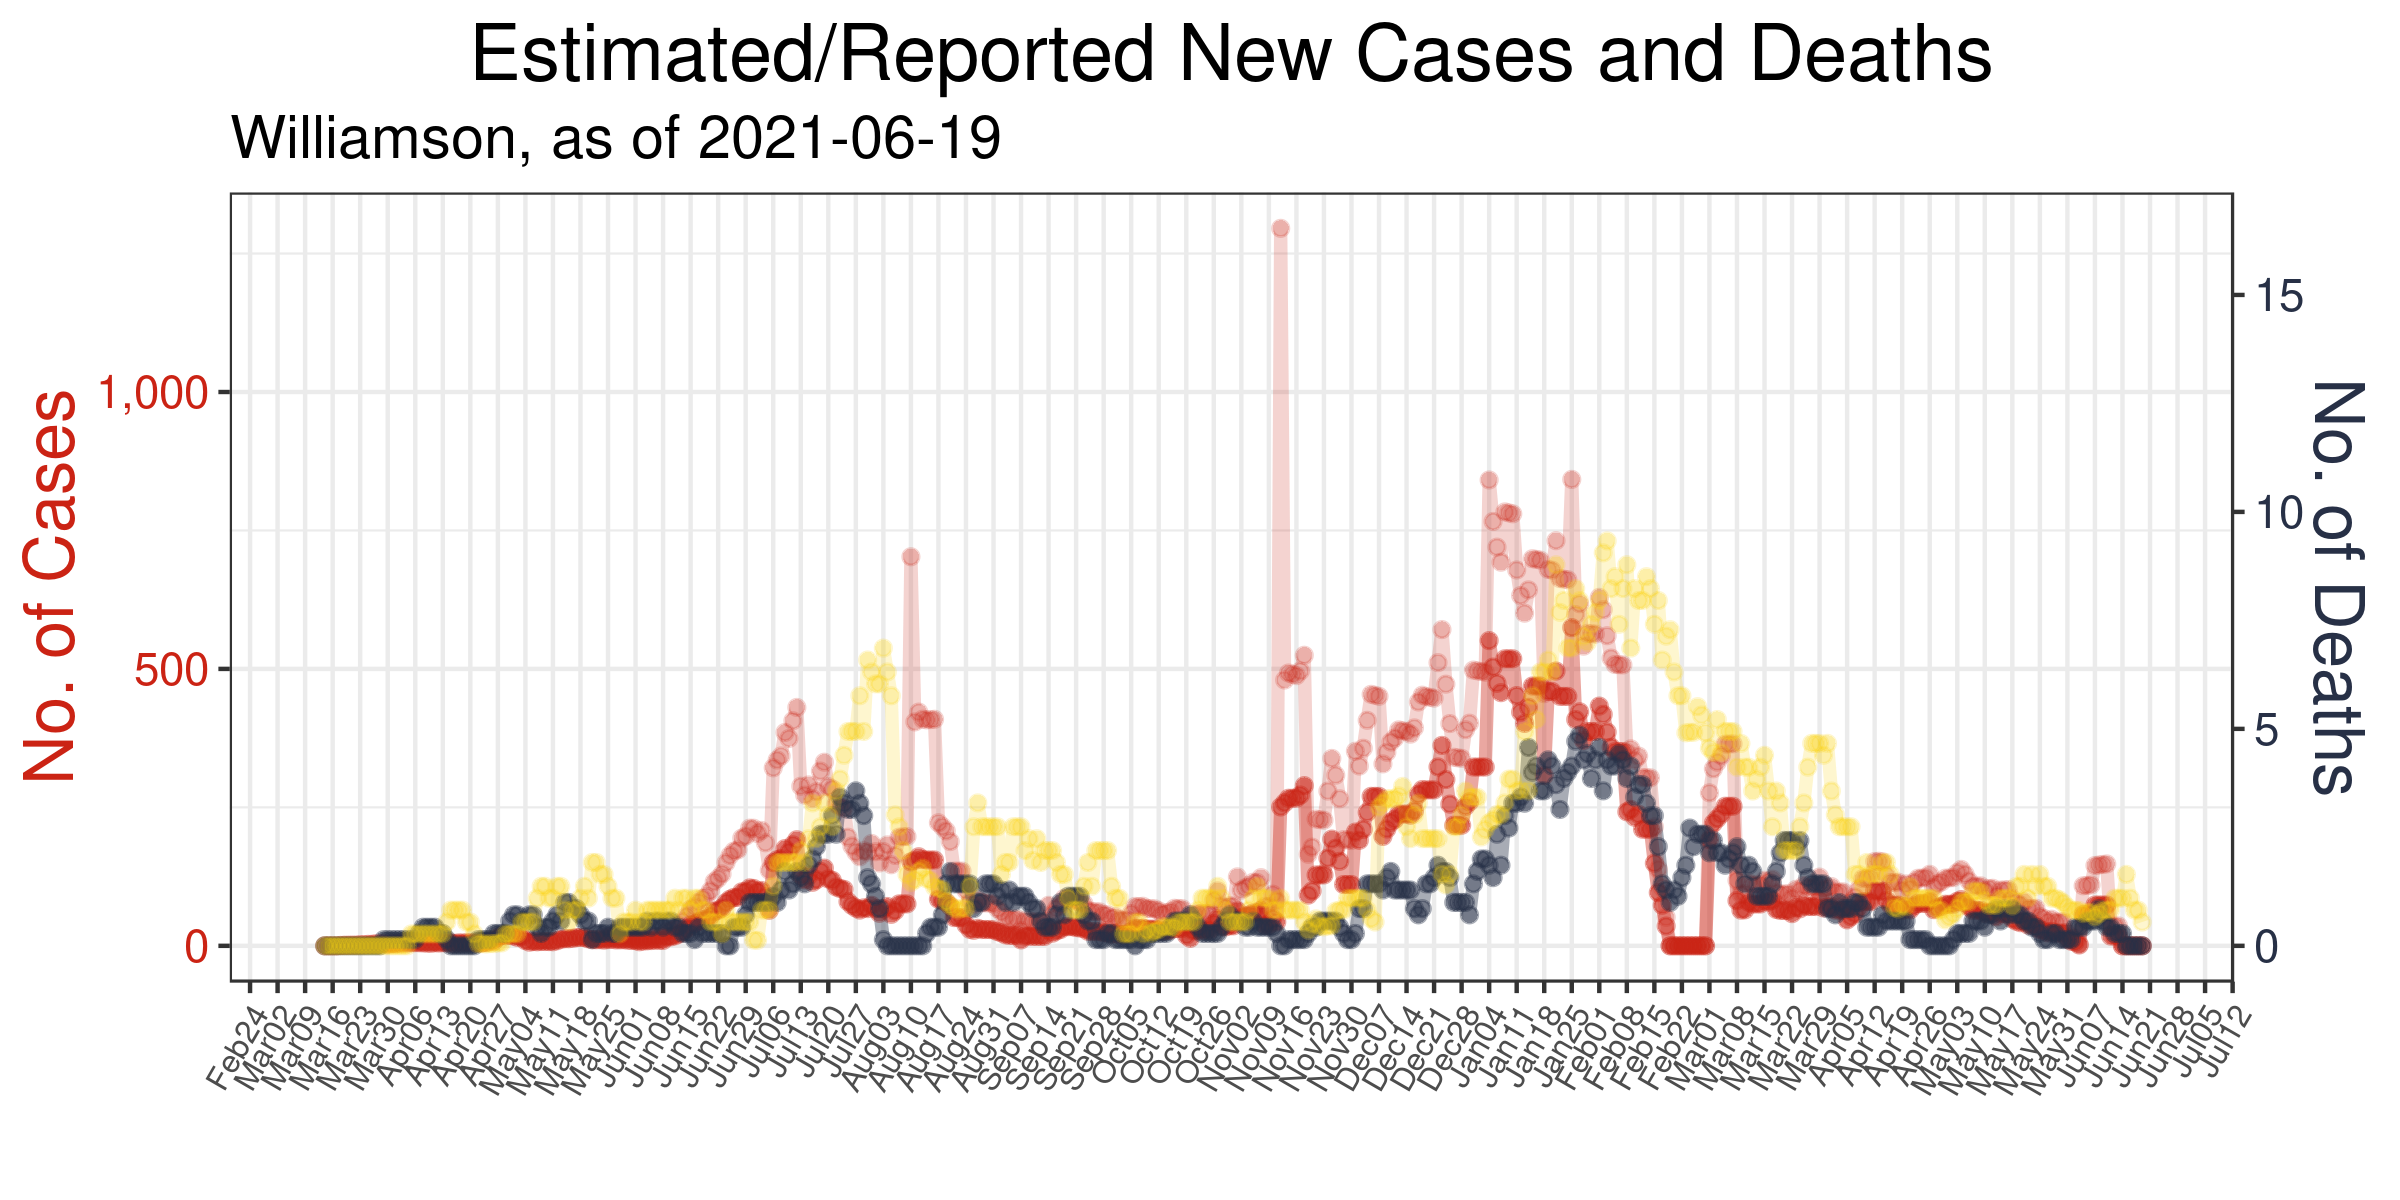 Estimated/Reported New Cases and Deaths
Williamson, as of 2021-06-19
No. of Cases
1,000
500
0
No. of Deaths
15
10
5
0
Feb24
Mar02
Mar09
Mar16
Mar23
Mar30
Apr06
Apr13
Apr20
Apr27
May04
May11
May18
May25
Jun01
Jun08
Jun15
Jun22
Jun29
Jul06
Jul13
Jul20
Jul27
Aug03
Aug10
Aug17
Aug24
Aug31
Sep07
Sep14
Sep21
Sep28
Oct05
Oct12
Oct19
Oct26
Nov02
Nov09
Nov16
Nov23
Nov30
Dec07
Dec14
Dec21
Dec28
Jan04
Jan11
Jan18
Jan25
Feb01
Feb08
Feb15
Feb22
Mar01
Mar08
Mar15
Mar22
Mar29
Apr05
Apr12
Apr19
Apr26
May03
May10
May17
May24
May31
Jun07
Jun14
Jun21
Jun28
Jul05
Jul12